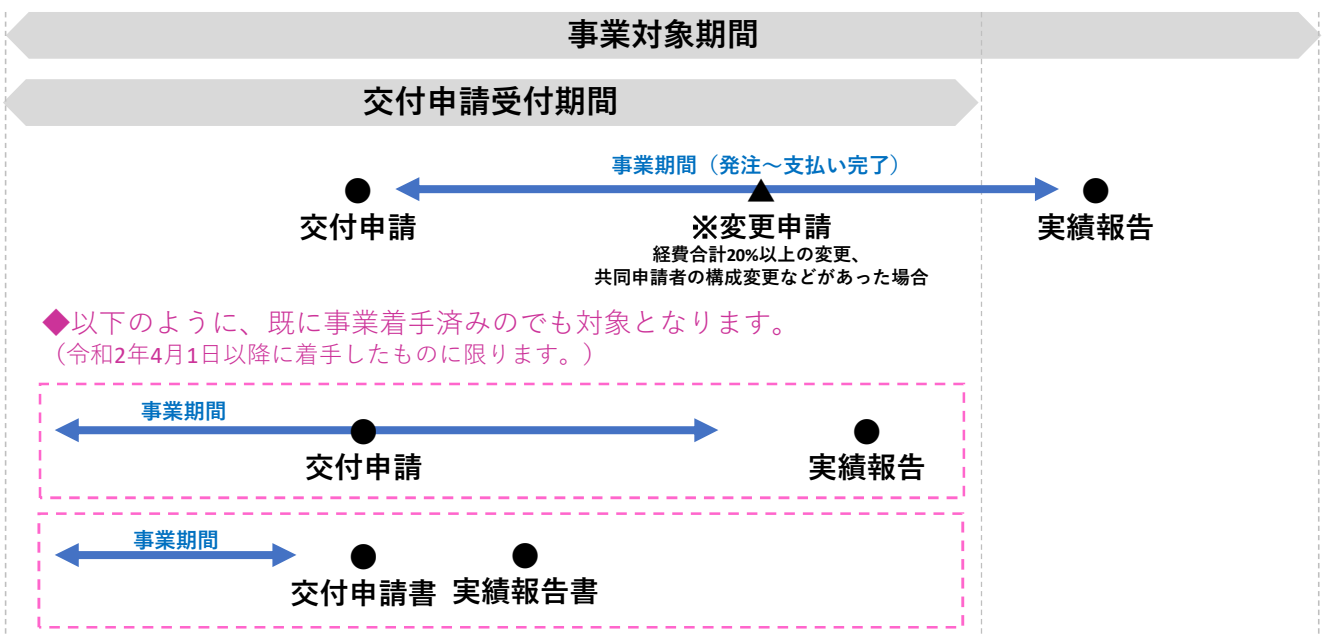 事業対象期間
交付申請受付期間
事業期間（発注～支払い完了）
交付申請
※変更申請
実績報告
経費合計20%以上の変更、
共同申請者の構成変更などがあった場合
◆以下のように、既に事業着手済みのでも対象となります。
（令和2年4月1日以降に着手したものに限ります。）
事業期間
交付申請
実績報告
事業期間
交付申請書
実績報告書